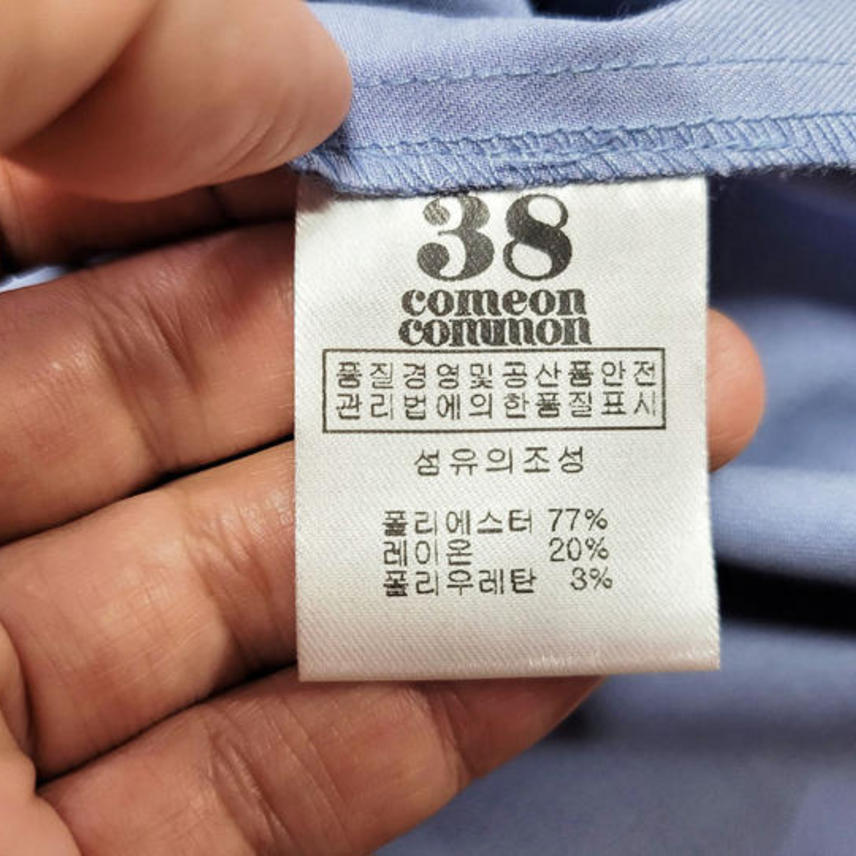 38
comeon
common
품질경영및공산품안전
관리법에의한품질표시
섬유의조성
폴리에스터 77%
레이온 20%
폴리우레탄 3%